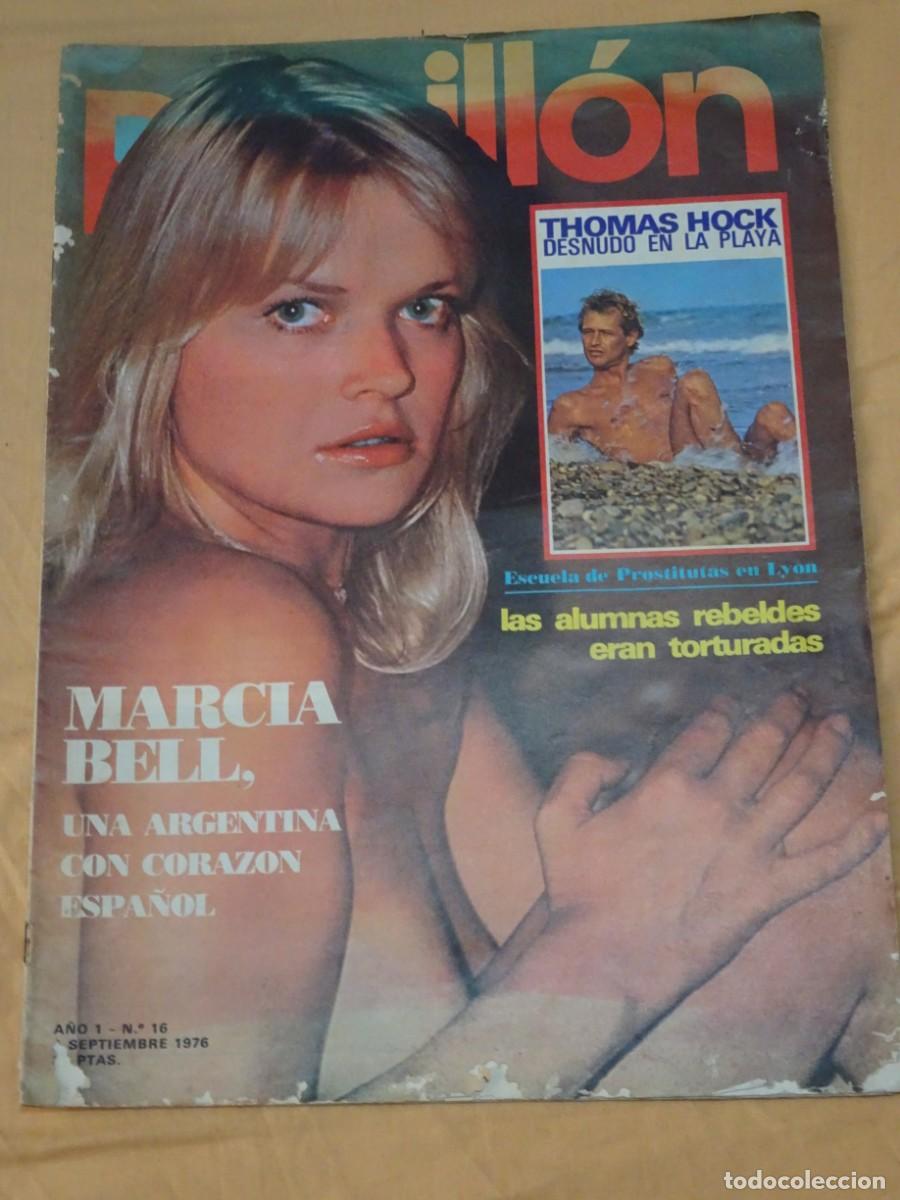 illón
THOMAS HOCK
DESNUDO EN LA PLAYA
Escuela de Prostitutas en Lyon
las alumnas rebeldes
eran torturadas
MARCIA
BELL,
UNA ARGENTINA
CON CORAZON
ESPAÑOL
AÑO 1 - N.º 16
SEPTIEMBRE 1976
PTAS.
todocoleccion